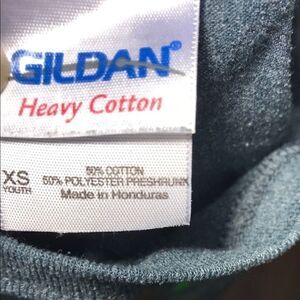 GILDAN®
Heavy Cotton
XS
YOUTH
50% COTTON
50% POLYESTER PRESHRUNK
Made in Honduras